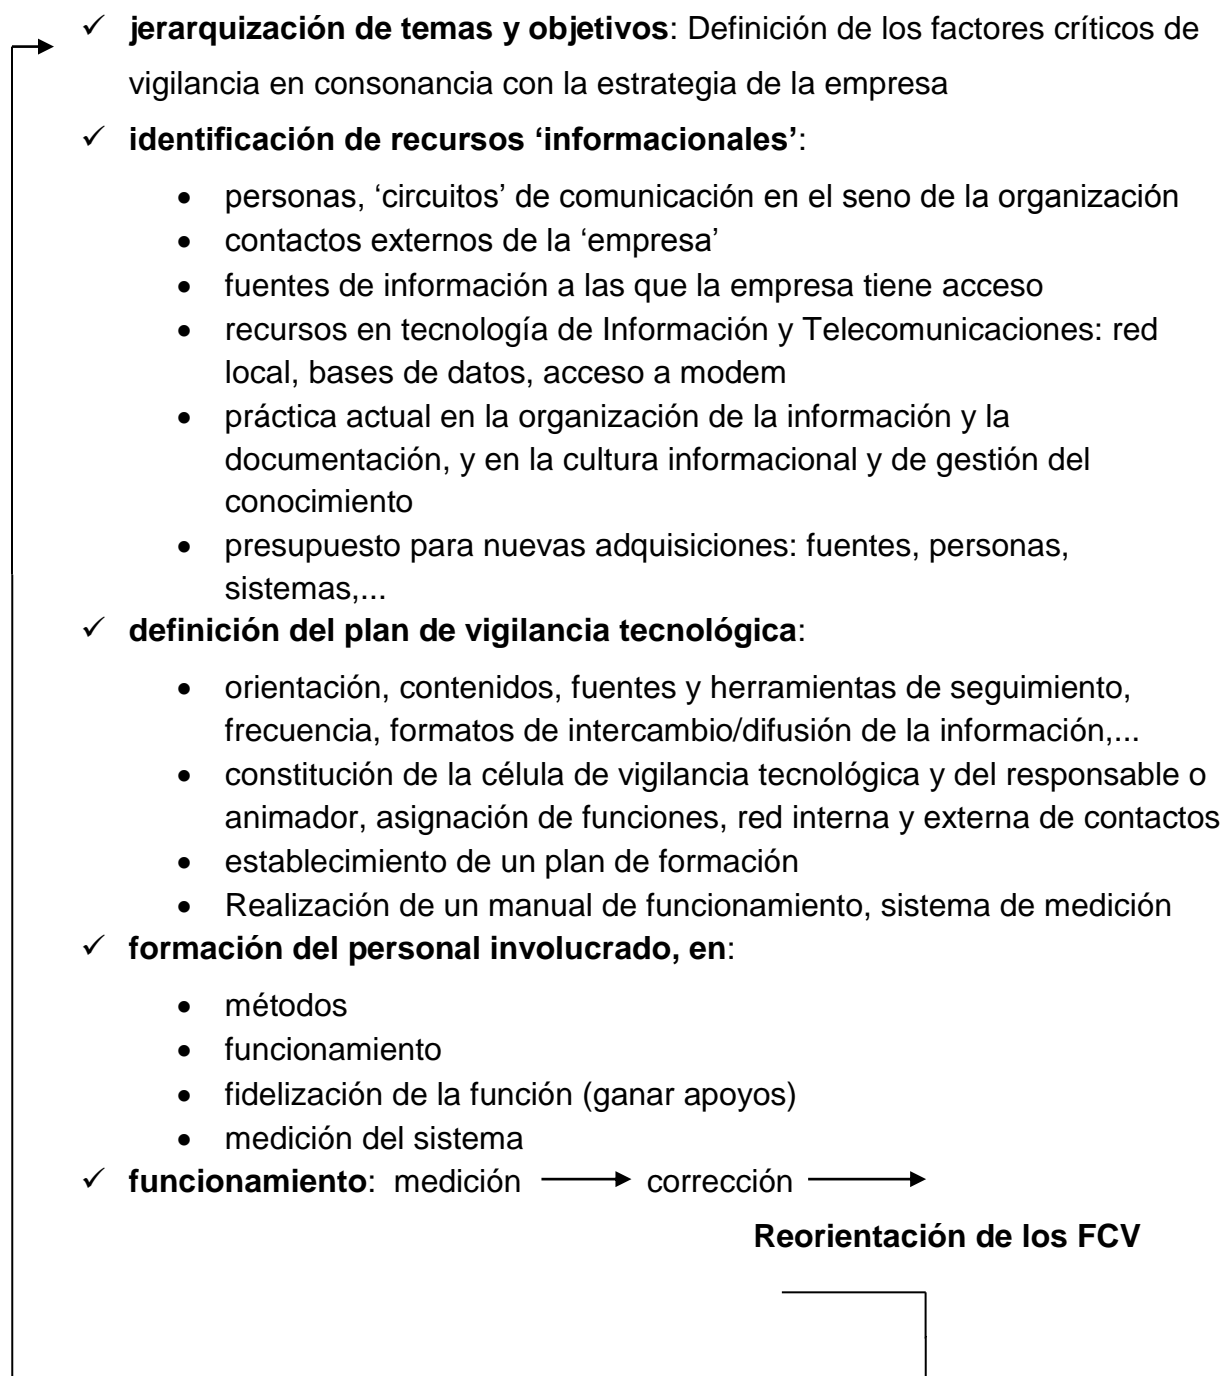 ✓ jerarquización de temas y objetivos: Definición de los factores críticos de
vigilancia en consonancia con la estrategia de la empresa
✓ identificación de recursos ‘informacionales’:
• personas, ‘circuitos’ de comunicación en el seno de la organización
• contactos externos de la ‘empresa’
• fuentes de información a las que la empresa tiene acceso
• recursos en tecnología de Información y Telecomunicaciones: red
local, bases de datos, acceso a modem
• práctica actual en la organización de la información y la
documentación, y en la cultura informacional y de gestión del
conocimiento
• presupuesto para nuevas adquisiciones: fuentes, personas,
sistemas,...
✓ definición del plan de vigilancia tecnológica:
• orientación, contenidos, fuentes y herramientas de seguimiento,
frecuencia, formatos de intercambio/difusión de la información,...
• constitución de la célula de vigilancia tecnológica y del responsable o
animador, asignación de funciones, red interna y externa de contactos
• establecimiento de un plan de formación
• Realización de un manual de funcionamiento, sistema de medición
✓ formación del personal involucrado, en:
• métodos
• funcionamiento
• fidelización de la función (ganar apoyos)
• medición del sistema
✓ funcionamiento: medición → corrección →
Reorientación de los FCV